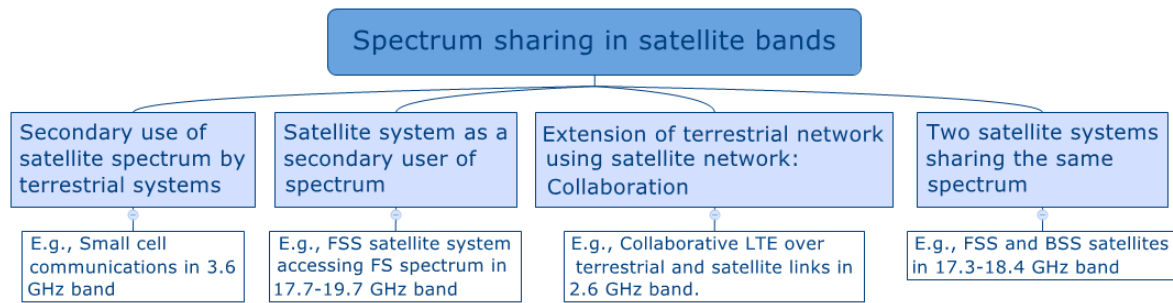 Spectrum sharing in satellite bands
Secondary use of
satellite spectrum by
terrestrial systems
Satellite system as a
secondary user of
spectrum
Extension of terrestrial network
using satellite network:
Collaboration
Two satellite systems
sharing the same
spectrum
E.g., Small cell
communications in 3.6
GHz band
E.g., FSS satellite system
accessing FS spectrum in
17.7-19.7 GHz band
E.g., Collaborative LTE over
terrestrial and satellite links in
2.6 GHz band.
E.g., FSS and BSS satellites
in 17.3-18.4 GHz band